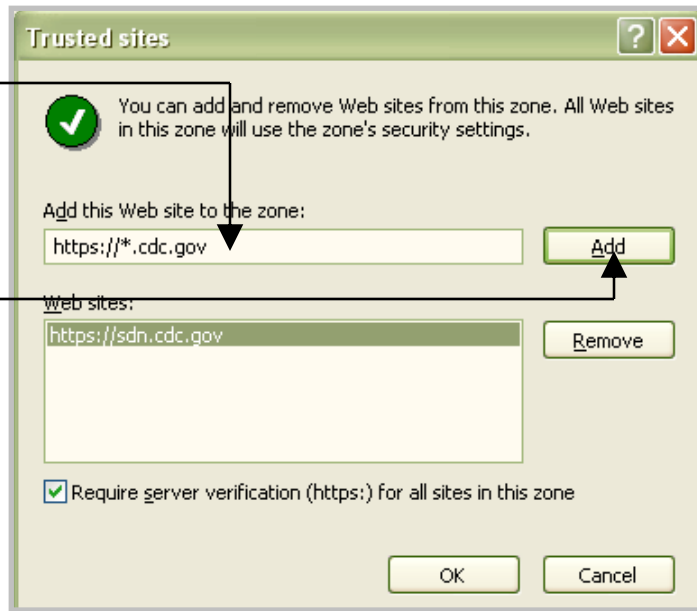 Trusted sites
You can add and remove Web sites from this zone. All Web sites
in this zone will use the zone's security settings.
Add this Web site to the zone:
https://*.cdc.gov
Add
Web sites:
https://sdn.cdc.gov
Remove
Require server verification (https:) for all sites in this zone
OK
Cancel